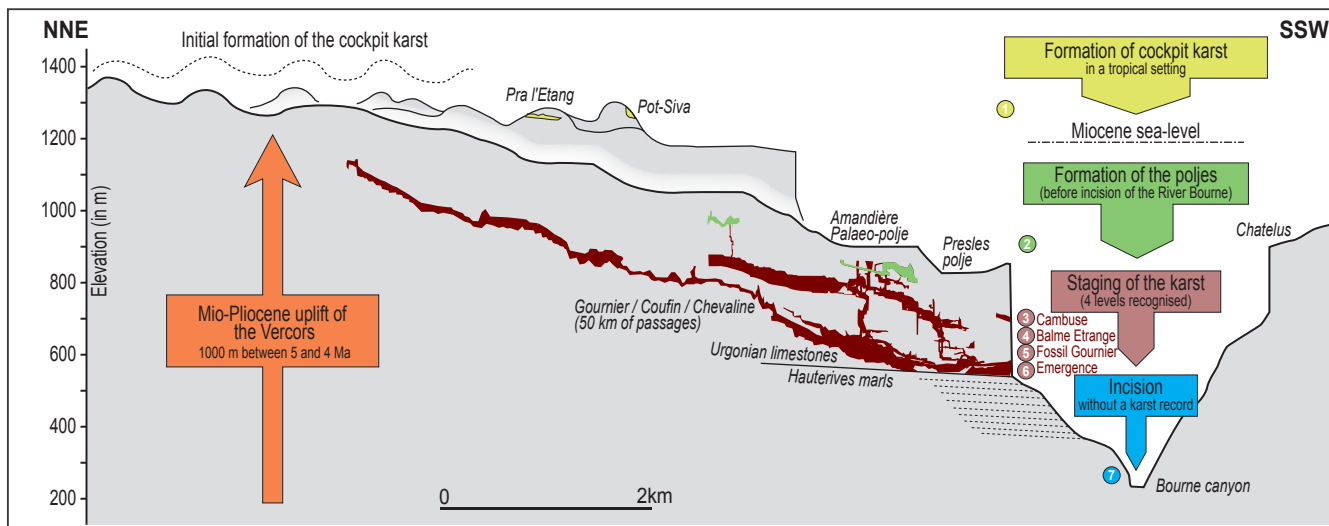 NNE
SSW
Initial formation of the cockpit karst
Formation of cockpit karst
in a tropical setting
1400
1200
1000
800
600
400
200
Elevation (in m)
Pra l'Etang
Pot-Siva
1
Miocene sea-level
Formation of the poljes
(before incision of the River Bourne)
Amandière
Palaeo-polje
Presles
polje
2
Chatelus
Staging of the karst
(4 levels recognised)
Mio-Pliocene uplift of
the Vercors
1000 m between 5 and 4 Ma
Gournier / Coufin / Chevaline
(50 km of passages)
3 Cambuse
4 Balme Etrange
5 Fossil Gournier
6 Emergence
Urgonian limestones
Hauterives marls
Incision
without a karst record
7
Bourne canyon
0 2km